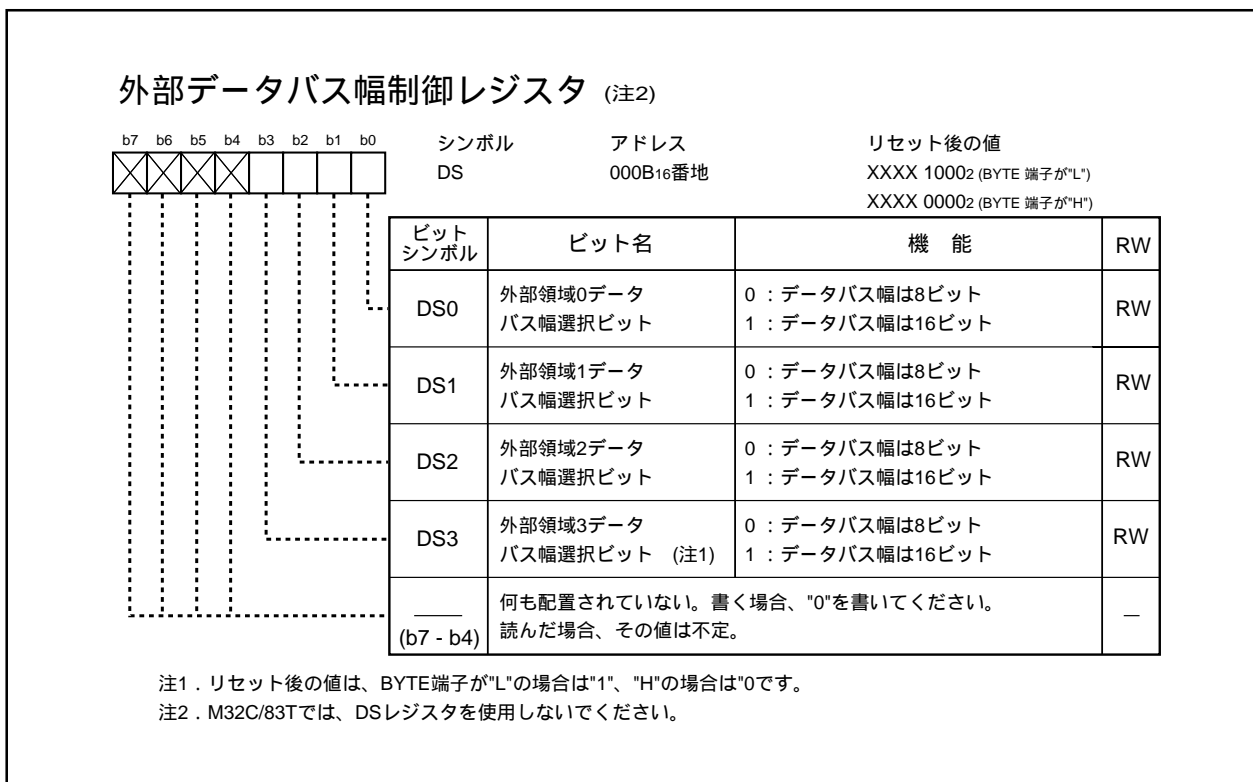 外部データバス幅制御レジスタ (注2)
b7 b6 b5 b4 b3 b2 b1 b0
シンボル アドレス リセット後の値
DS 000B16番地 XXXX 10002 (BYTE 端子が"L")
XXXX 00002 (BYTE 端子が"H")
ビット
シンボル
ビット名
機 能
RW
DS0
外部領域0データ
バス幅選択ビット
0 : データバス幅は8ビット
1 : データバス幅は16ビット
RW
DS1
外部領域1データ
バス幅選択ビット
0 : データバス幅は8ビット
1 : データバス幅は16ビット
RW
DS2
外部領域2データ
バス幅選択ビット
0 : データバス幅は8ビット
1 : データバス幅は16ビット
RW
DS3
外部領域3データ
バス幅選択ビット (注1)
0 : データバス幅は8ビット
1 : データバス幅は16ビット
RW
(b7 - b4)
何も配置されていない。書く場合、"0"を書いてください。
読んだ場合、その値は不定。
—
注1．リセット後の値は、BYTE端子が"L"の場合は"1"、"H"の場合は"0です。
注2．M32C/83Tでは、DSレジスタを使用しないでください。